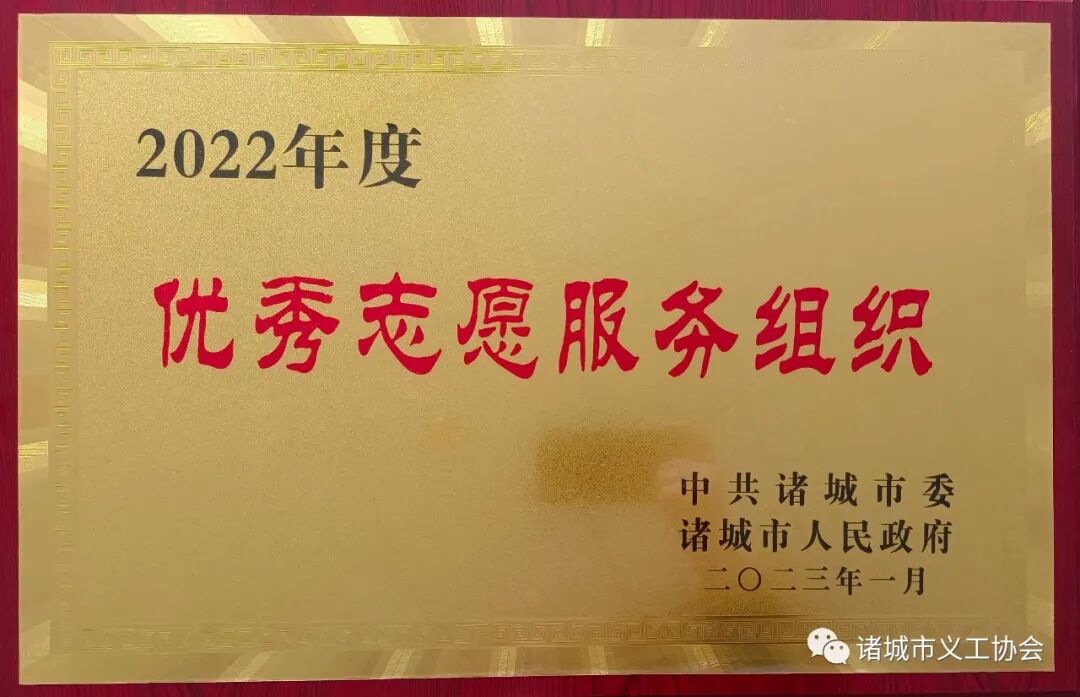 2022年度
优秀志愿服务组织
中共诸城市委
诸城市人民政府
二〇二三年一月
诸城市义工协会